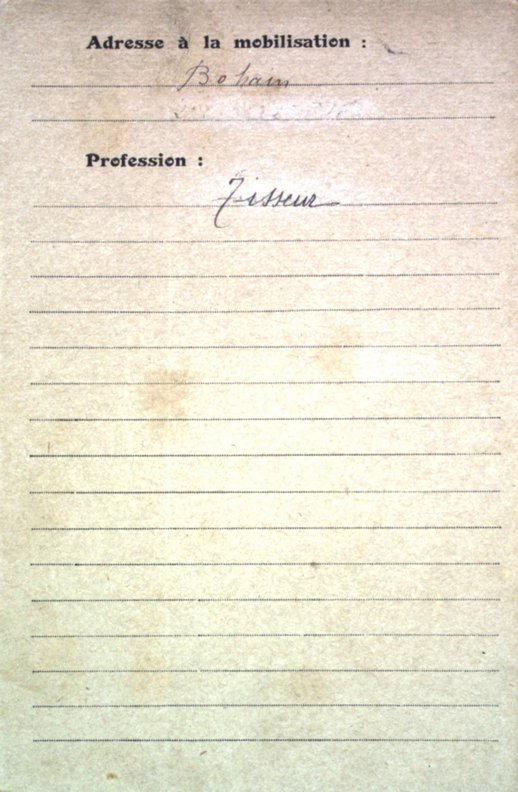 Adresse à la mobilisation :
Bohain
Profession :
Tisseur